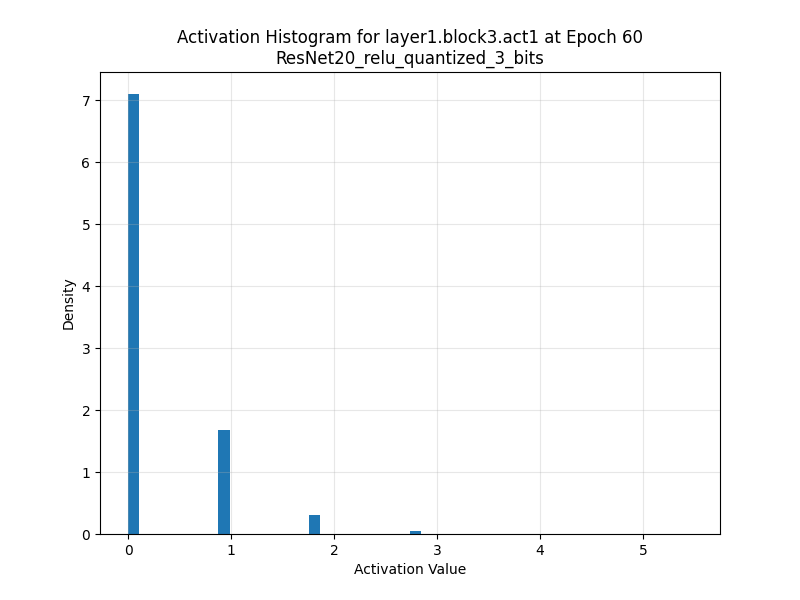 Activation Histogram for layer1.block3.act1 at Epoch 60
ResNet20_relu_quantized_3_bits
7
6
5
4
3
2
1
0
Density
0 1 2 3 4 5
Activation Value